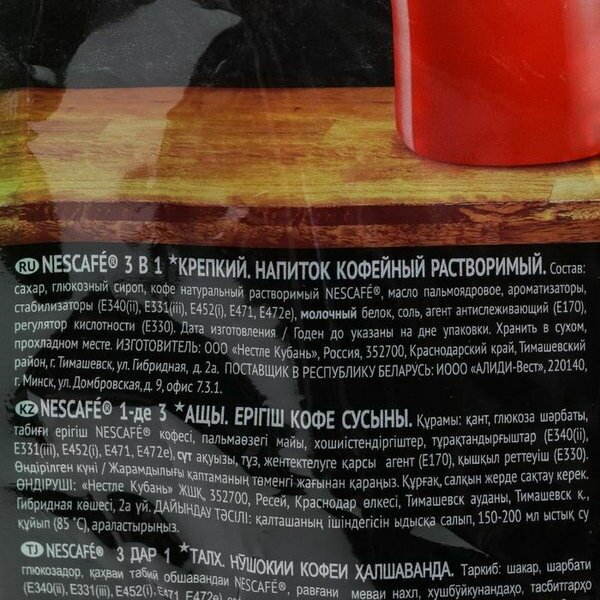 RU NESCAFÉ® 3 В 1 *КРЕПКИЙ. НАПИТОК КОФЕЙНЫЙ РАСТВОРИМЫЙ. Состав:
сахар, глюкозный сироп, кофе натуральный растворимый NESCAFÉ®, масло пальмоядровое, ароматизаторы,
стабилизаторы (E340(ii), E331(iii), E452(i), E471, E472e), молочный белок, соль, агент антислеживающий (E170),
регулятор кислотности (E330). Дата изготовления / Годен до указаны на дне упаковки. Хранить в сухом,
прохладном месте. ИЗГОТОВИТЕЛЬ: ООО «Нестле Кубань», Россия, 352700, Краснодарский край, Тимашевский
район, г. Тимашевск, ул. Гибридная, д. 2а. ПОСТАВЩИК В РЕСПУБЛИКУ БЕЛАРУСЬ: ИООО «АЛИДИ-Вест», 220140,
г. Минск, ул. Домбровская, д. 9, офис 7.3.1.
KZ NESCAFÉ® 1-де 3 *АЩЫ. ЕРІГІШ КОФЕ СУСЫНЫ. Құрамы: қант, глюкоза шәрбаты,
табиғи ерігіш NESCAFÉ® кофесі, пальмаөзегі майы, хошиістендіргіштер, тұрақтандырғыштар (E340(ii),
E331(iii), E452(i), E471, E472e), сүт ақуызы, тұз, жентектелуге қарсы агент (E170), қышқыл реттеуіш (E330).
Өндірілген күні / Жарамдылығы қаптаманың төменгі жағынан қараңыз. Құрғақ, салқын жерде сақтау керек.
ӨНДІРУШІ: «Нестле Кубань» ЖШҚ, 352700, Ресей, Краснодар өлкесі, Тимашевск ауданы, Тимашевск қ.,
Гибридная көшесі, 2а үй. ДАЙЫНДАУ ТӘСІЛІ: қалташаның ішіндегісін ыдысқа салып, 150-200 мл ыстық су
құйып (85 °C), араластырыңыз.
TJ NESCAFÉ® 3 ДАР 1 *ТАЛХ. НӮШОКИИ КОФЕИ ҲАЛШАВАНДА. Таркиб: шакар, шарбати
глюкозадор, қаҳваи табиӣ обшавандаи NESCAFÉ®, равғани меваи нахл, хушбӯйкунандаҳо, тасбитгарҳо
(E340(ii), E331(iii), E452(i), E471, E472e)